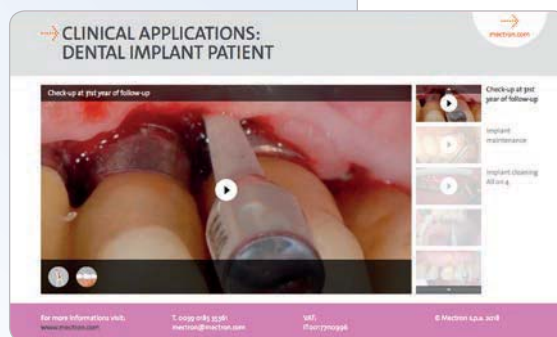 CLINICAL APPLICATIONS:
DENTAL IMPLANT PATIENT
mectron.com
Check-up at 31st year of follow-up
Check-up at 31st
year of follow-up
Implant
maintenance
Implant cleaning
All on 4
For more informations visit:
www.mectron.com
T. 0039 0185 35361
mectron@mectron.com
VAT:
© Mectron s.p.a. 2018